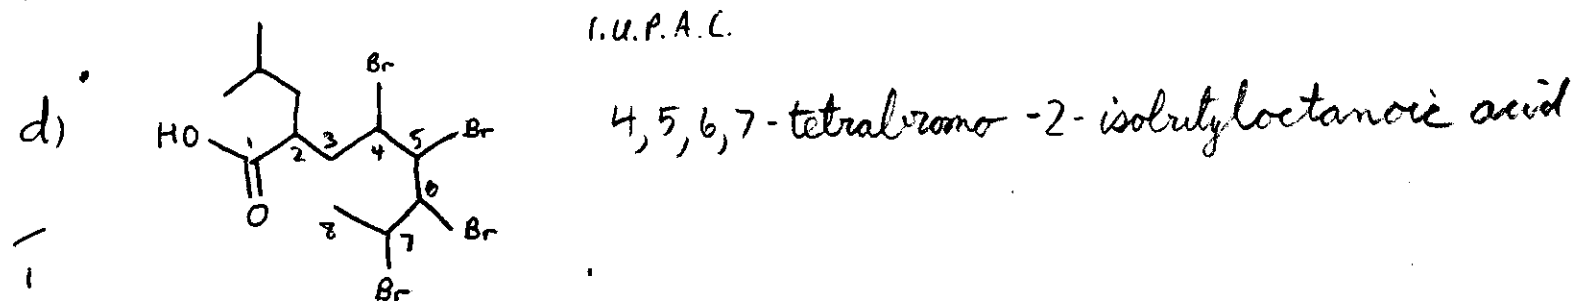 I.U.P.A.C.
d)
Br
HO 1 2 3 4 5 Br
4,5,6,7-tetrabromo-2-isobutyloctanoic acid
O 8 7 6 Br
1
Br